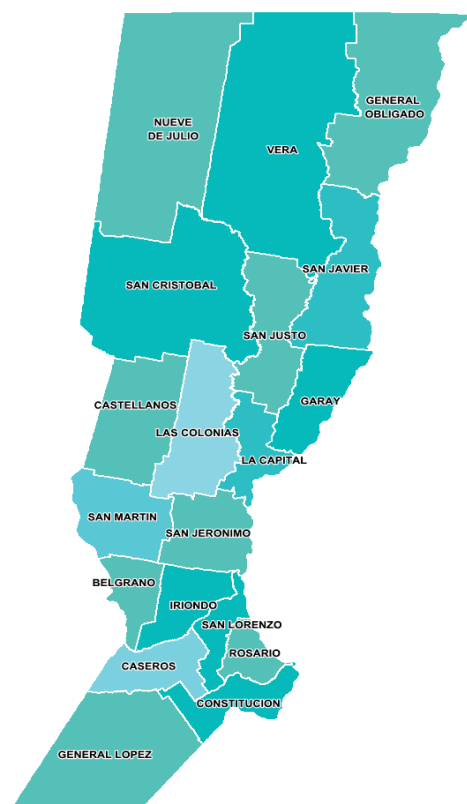 NUEVE
DE JULIO
GENERAL
OBLIGADO
VERA
SAN JAVIER
SAN CRISTOBAL
SAN JUSTO
CASTELLANOS
GARAY
LAS COLONIAS
LA CAPITAL
SAN MARTIN
SAN JERONIMO
BELGRANO
IRIONDO
SAN LORENZO
ROSARIO
CASEROS
CONSTITUCION
GENERAL LOPEZ